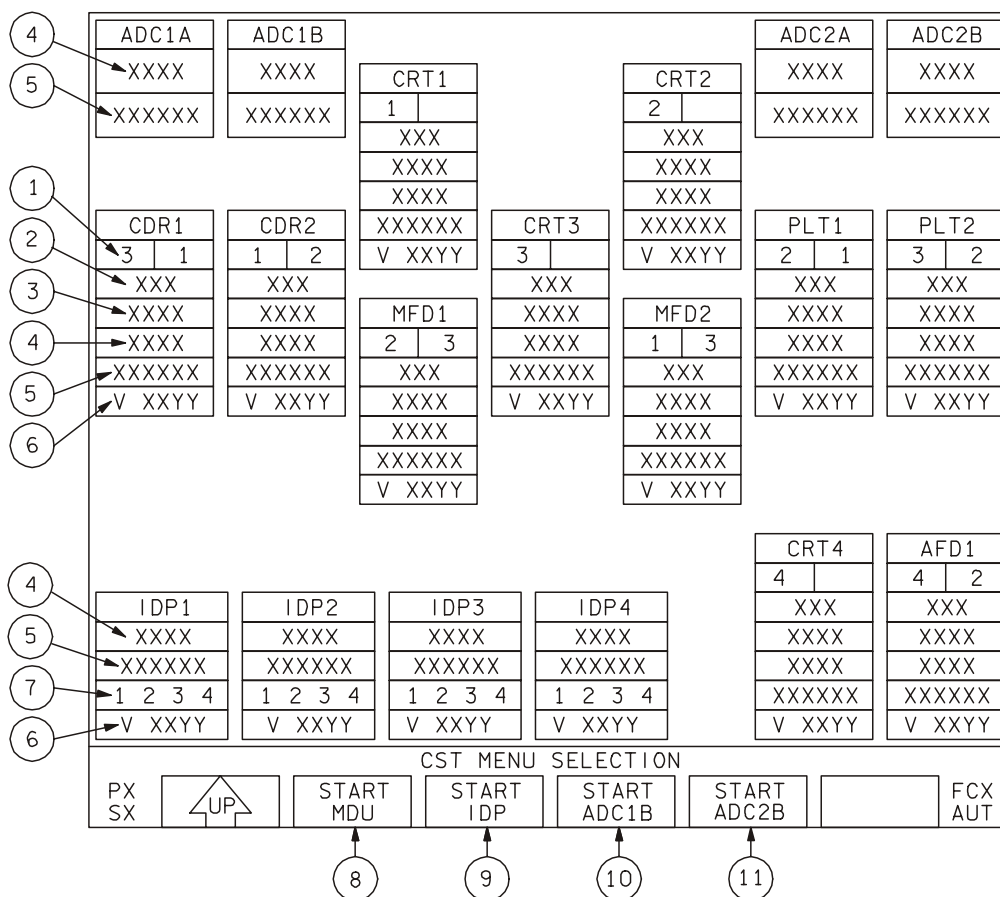 4
5
ADC1A
XXXX
XXXXXX
ADC1B
XXXX
XXXXXX
CRT1
1
XXX
XXXX
XXXX
XXXXXX
V XXYY
CRT2
2
XXX
XXXX
XXXX
XXXXXX
V XXYY
ADC2A
XXXX
XXXXXX
ADC2B
XXXX
XXXXXX
1
2
3
4
5
6
CDR1
3 1
XXX
XXXX
XXXX
XXXXXX
V XXYY
CDR2
1 2
XXX
XXXX
XXXX
XXXXXX
V XXYY
MFD1
2 3
XXX
XXXX
XXXX
XXXXXX
V XXYY
CRT3
3
XXX
XXXX
XXXX
XXXXXX
V XXYY
MFD2
1 3
XXX
XXXX
XXXX
XXXXXX
V XXYY
PLT1
2 1
XXX
XXXX
XXXX
XXXXXX
V XXYY
PLT2
3 2
XXX
XXXX
XXXX
XXXXXX
V XXYY
4
5
7
6
IDP1
XXXX
XXXXXX
1 2 3 4
V XXYY
IDP2
XXXX
XXXXXX
1 2 3 4
V XXYY
IDP3
XXXX
XXXXXX
1 2 3 4
V XXYY
IDP4
XXXX
XXXXXX
1 2 3 4
V XXYY
CRT4
4
XXX
XXXX
XXXX
XXXXXX
V XXYY
AFD1
4 2
XXX
XXXX
XXXX
XXXXXX
V XXYY
CST MENU SELECTION
PX
SX
UP
START
MDU
START
IDP
START
ADC1B
START
ADC2B
FCX
AUT
8
9
10
11